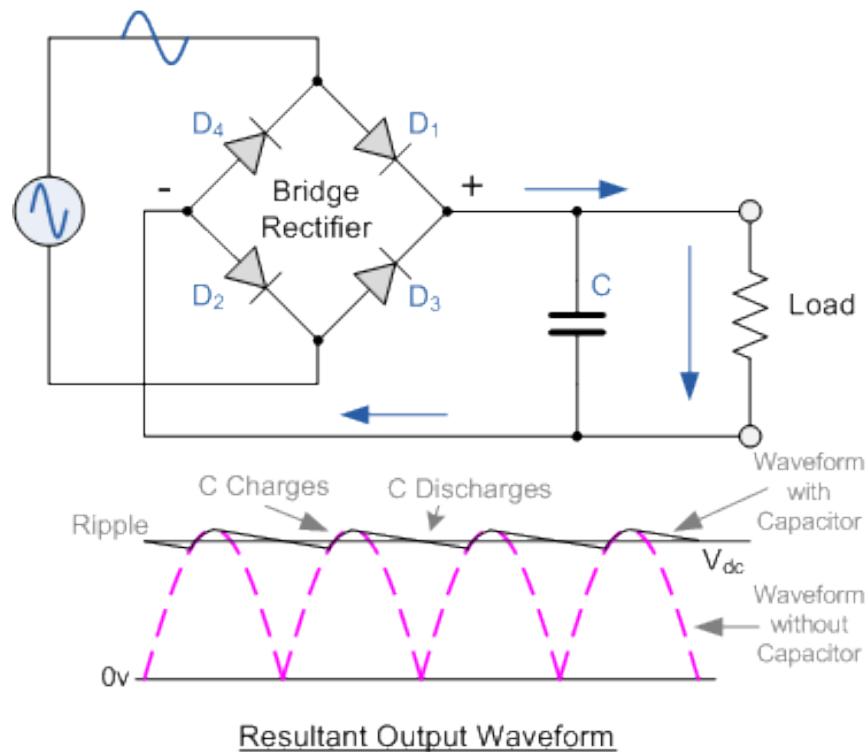 D4
D1
-
+
Bridge
Rectifier
D2
D3
C
Load
C Charges
C Discharges
Waveform
with
Capacitor
Ripple
Vdc
Waveform
without
Capacitor
0v
Resultant Output Waveform